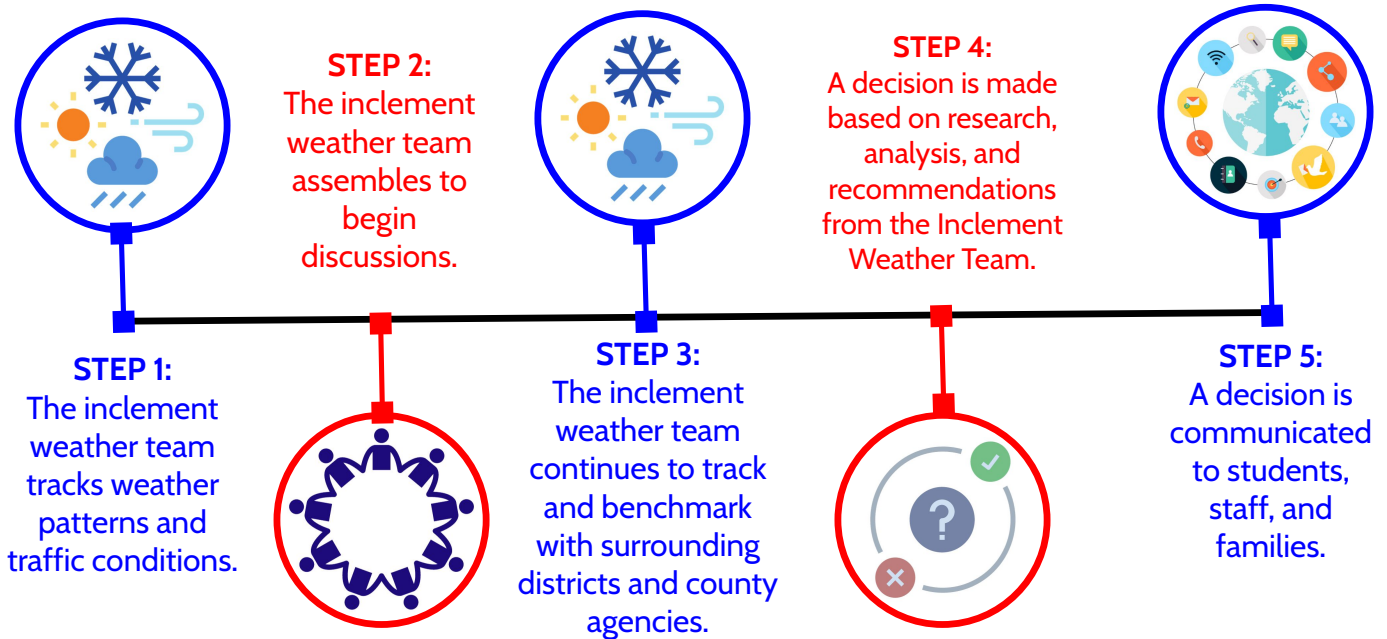 STEP 1:
The inclement
weather team
tracks weather
patterns and
traffic conditions.
STEP 2:
The inclement
weather team
assembles to
begin
discussions.
STEP 3:
The inclement
weather team
continues to track
and benchmark
with surrounding
districts and county
agencies.
STEP 4:
A decision is made
based on research,
analysis, and
recommendations
from the Inclement
Weather Team.
?
STEP 5:
A decision is
communicated
to students,
staff, and
families.